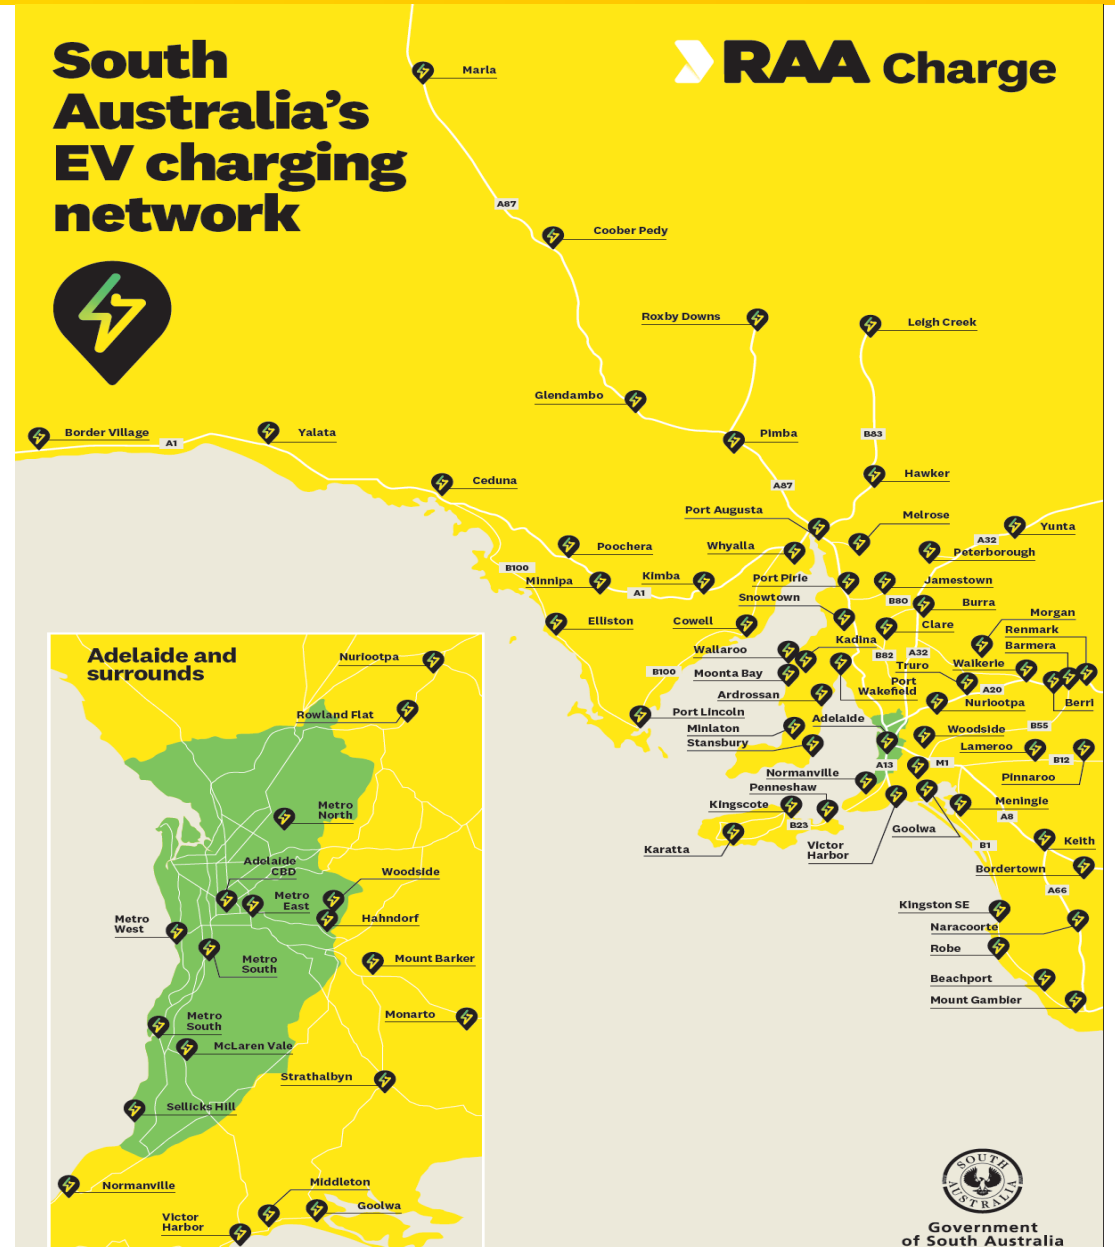 South
Australia's
EV charging
network
RAA Charge
Marla
A87
Coober Pedy
Roxby Downs
Leigh Creek
Glendambo
Border Village
A1
Yalata
Pimba
B83
Ceduna
A87
Hawker
Port Augusta
Melrose
Yunta
A32
Poochera
Whyalla
Peterborough
B100
Minnipa
Kimba
A1
Port Pirie
Jamestown
Snowtown
B80
Burra
Morgan
Elliston
Cowell
Clare
Renmark
Kadina
Barmera
Wallaroo
B82
A32
Truro
Waikerie
B100
Moonta Bay
Port
Wakefield
A20
Ardrossan
Nuriootpa
Berri
Port Lincoln
Adelaide
B55
Minlaton
Woodside
Stansbury
Lameroo
B12
A13
M1
Normanville
Pinnaroo
Penneshaw
Kingscote
Meningie
B23
A8
Goolwa
Karatta
Victor
Harbor
B1
Keith
Bordertown
A66
Kingston SE
Naracoorte
Robe
Beachport
Mount Gambier
Adelaide and
surrounds
Nuriootpa
Rowland Flat
Metro
North
Adelaide
CBD
Woodside
Metro
East
Metro
West
Hahndorf
Metro
South
Mount Barker
Monarto
Metro
South
McLaren Vale
Strathalbyn
Sellicks Hill
Normanville
Middleton
Goolwa
Victor
Harbor
SOUTH
AUSTRALIA
Government
of South Australia